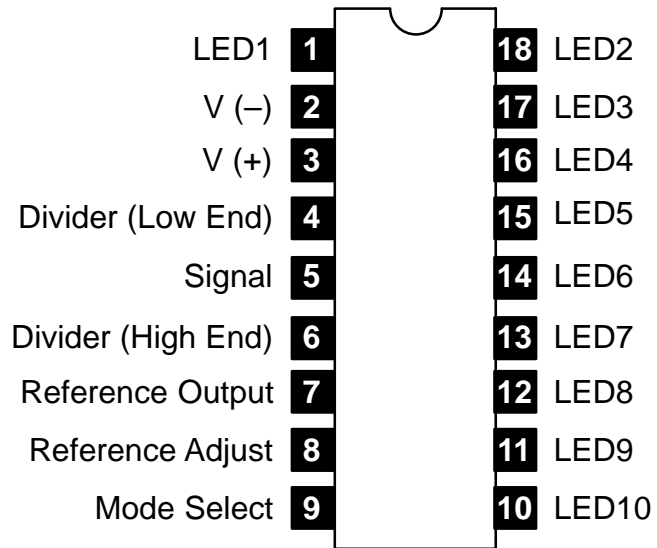 LED1 1 18 LED2
V (–) 2 17 LED3
V (+) 3 16 LED4
Divider (Low End) 4 15 LED5
Signal 5 14 LED6
Divider (High End) 6 13 LED7
Reference Output 7 12 LED8
Reference Adjust 8 11 LED9
Mode Select 9 10 LED10